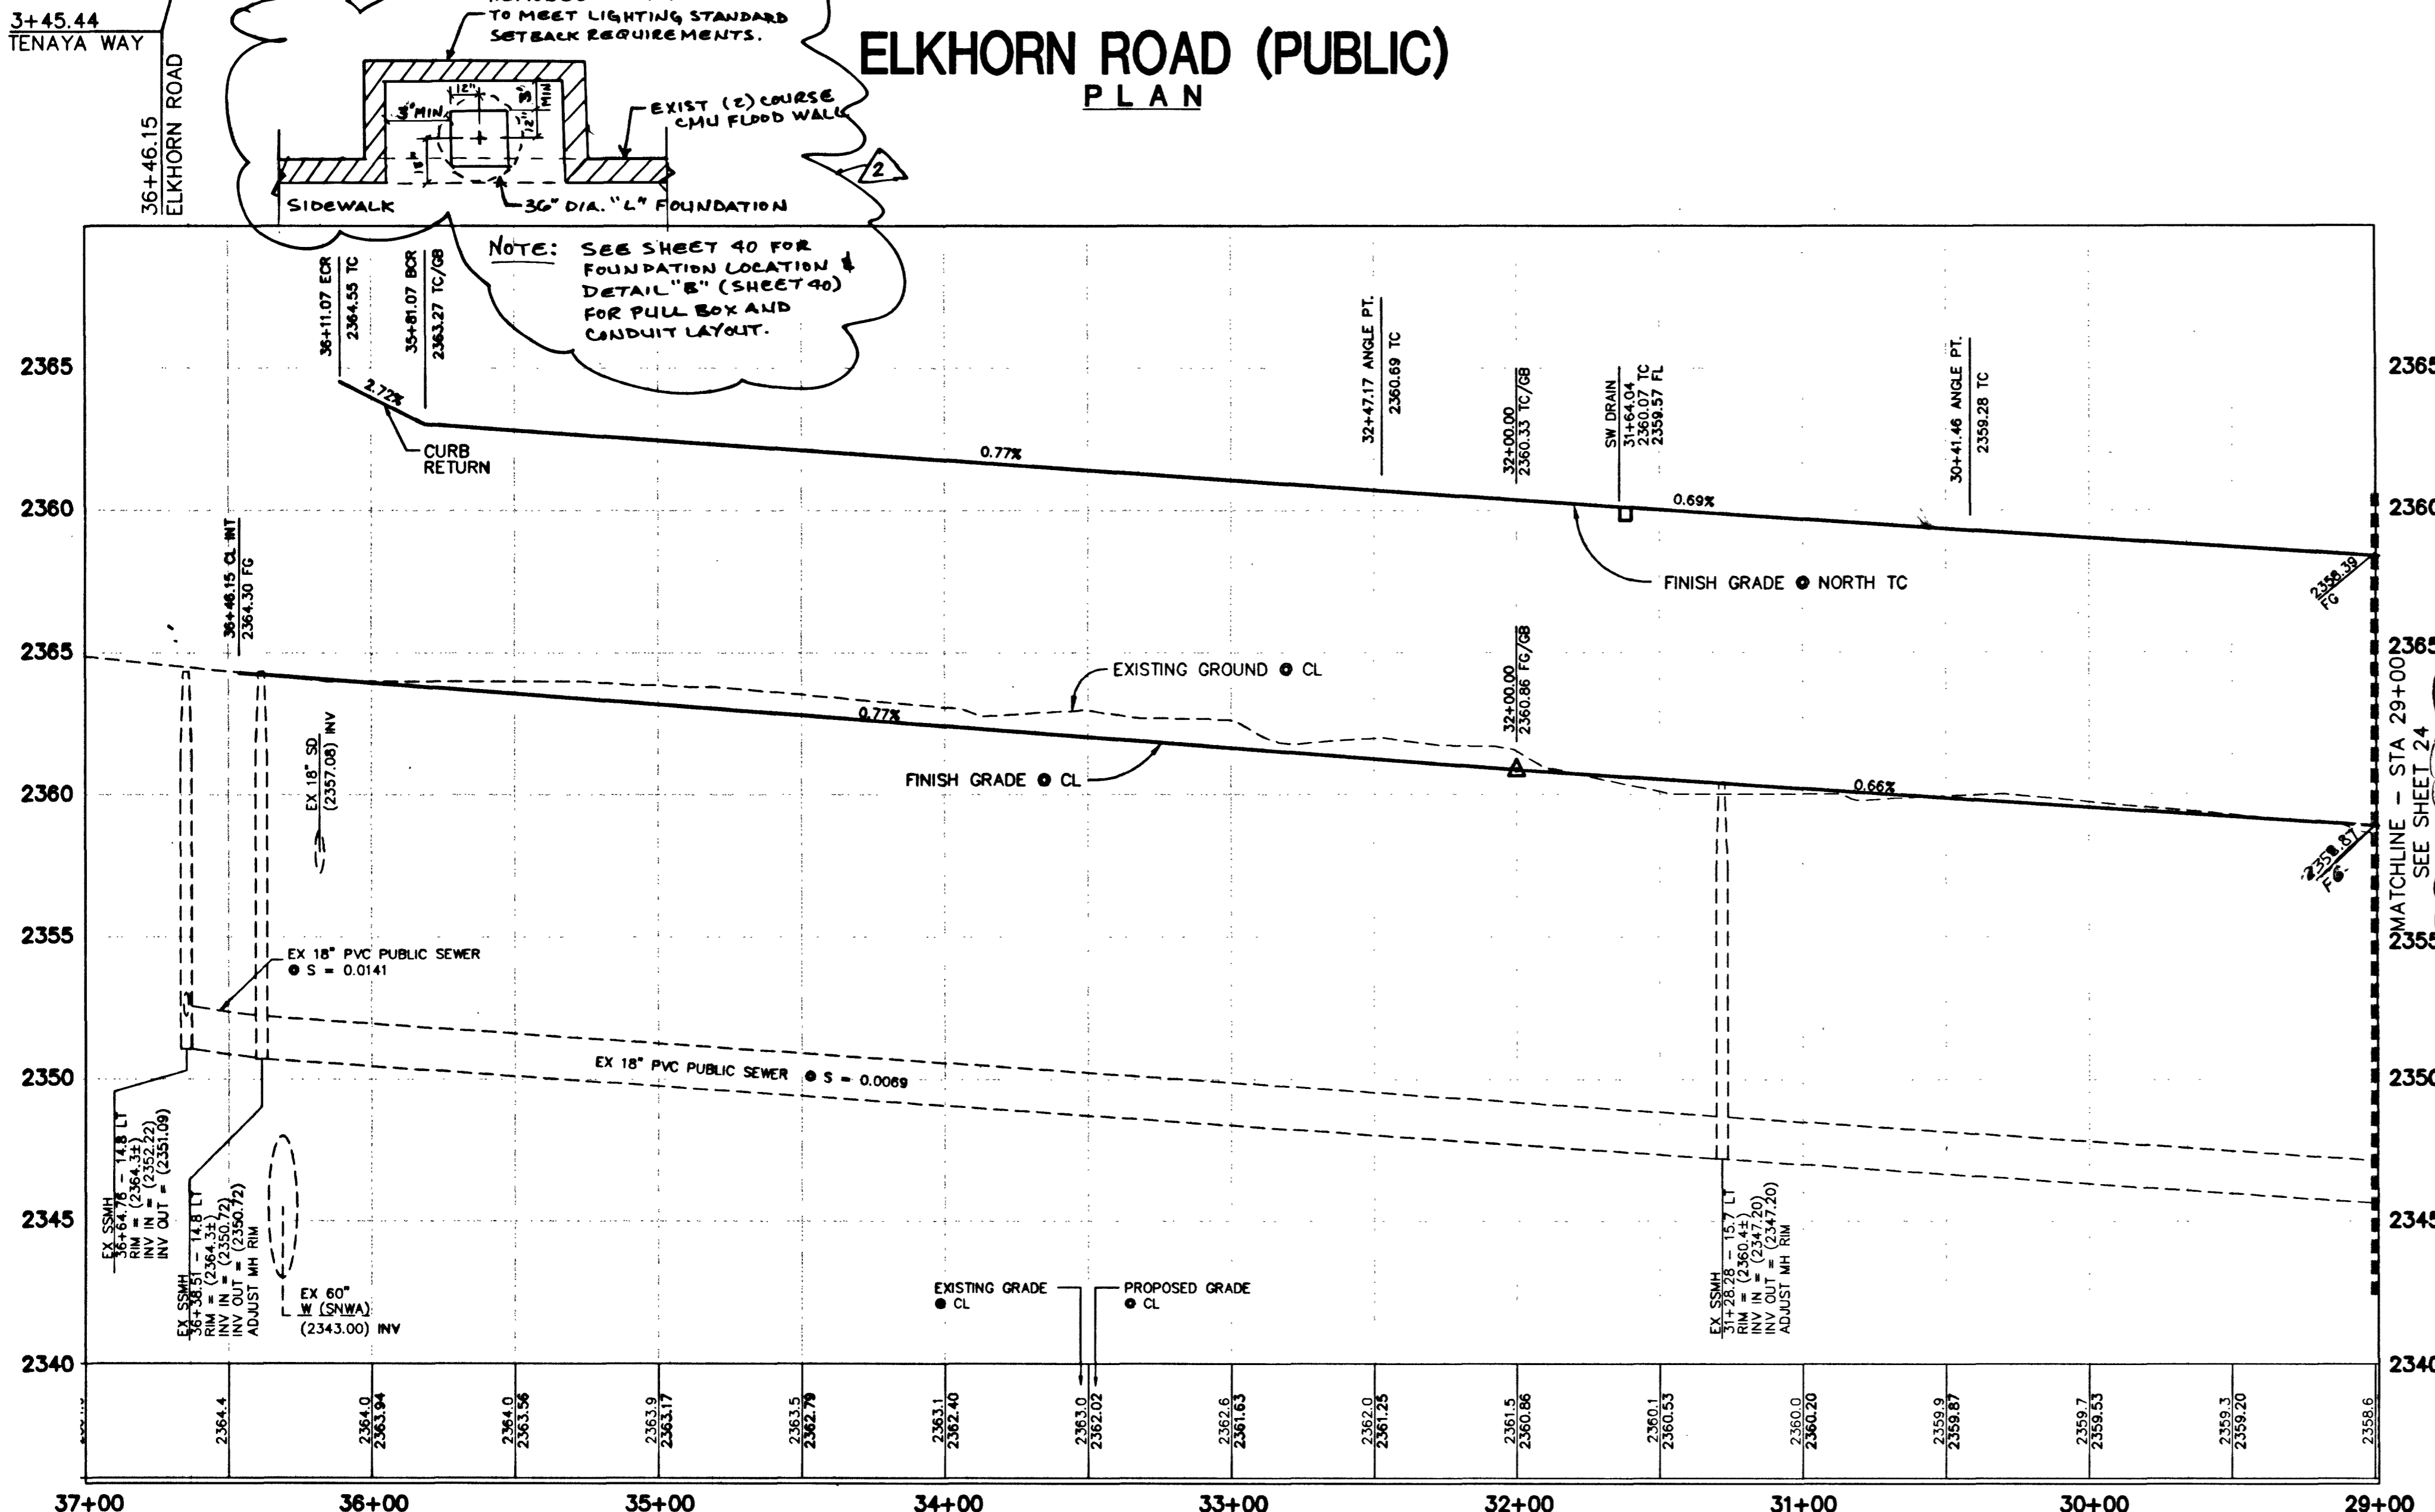 3+45.44
TENAYA WAY
36+46.15
ELKHORN ROAD
TO MEET LIGHTING STANDARD
SETBACK REQUIREMENTS.
12"
3' MIN
3' MIN
12"
18"
EXIST (2) COURSE
CMU FLOOD WALL
2
SIDEWALK
36" DIA. "L" FOUNDATION
NOTE: SEE SHEET 40 FOR
FOUNDATION LOCATION &
DETAIL "B" (SHEET 40)
FOR PULL BOX AND
CONDUIT LAYOUT.
ELKHORN ROAD (PUBLIC)
PLAN
36+11.07 ECR
2364.55 TC
35+81.07 BCR
2363.27 TC/GB
2.72%
CURB
RETURN
0.77%
32+47.17 ANGLE PT.
2360.69 TC
32+00.00
2360.33 TC/GB
SW DRAIN
31+64.04
2360.07 TC
2359.57 FL
0.69%
30+41.46 ANGLE PT.
2359.28 TC
FINISH GRADE @ NORTH TC
2358.39
FG
2365
2360
2365
2360
2355
2350
2345
2340
36+46.15 CL INT
2364.30 FG
EX 18" SD
(2357.08) INV
0.77%
EXISTING GROUND @ CL
FINISH GRADE @ CL
32+00.00
2360.86 FG/GB
0.66%
2358.87
FG
MATCHLINE - STA 29+00
SEE SHEET 24
EX 18" PVC PUBLIC SEWER
@ S = 0.0141
EX 18" PVC PUBLIC SEWER @ S = 0.0069
EX SSMH
36+64.76 - 14.8 LT
RIM = (2364.3±)
INV IN = (2352.22)
INV OUT = (2351.09)
EX SSMH
36+38.51 - 14.8 LT
RIM = (2364.3±)
INV IN = (2350.72)
INV OUT = (2350.72)
ADJUST MH RIM
EX 60"
W (SNWA)
(2343.00) INV
EXISTING GRADE
@ CL
PROPOSED GRADE
@ CL
EX SSMH
31+28.28 - 15.7 LT
RIM = (2360.4±)
INV IN = (2347.20)
INV OUT = (2347.20)
ADJUST MH RIM
2365
2360
2365
2360
2355
2350
2345
2340
2364.4
2364.0
2363.94
2364.0
2363.56
2363.9
2363.17
2363.5
2362.79
2363.1
2362.40
2363.0
2362.02
2362.6
2361.63
2362.0
2361.25
2361.5
2360.86
2360.1
2360.53
2360.0
2360.20
2359.9
2359.87
2359.7
2359.53
2359.3
2359.20
2358.6
37+00
36+00
35+00
34+00
33+00
32+00
31+00
30+00
29+00